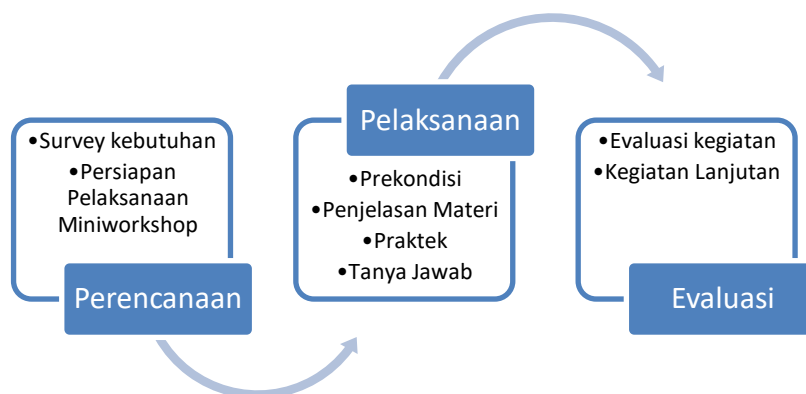 •Survey kebutuhan
•Persiapan
Pelaksanaan
Miniworkshop
Perencanaan
Pelaksanaan
•Prekondisi
•Penjelasan Materi
•Praktek
•Tanya Jawab
•Evaluasi kegiatan
•Kegiatan Lanjutan
Evaluasi